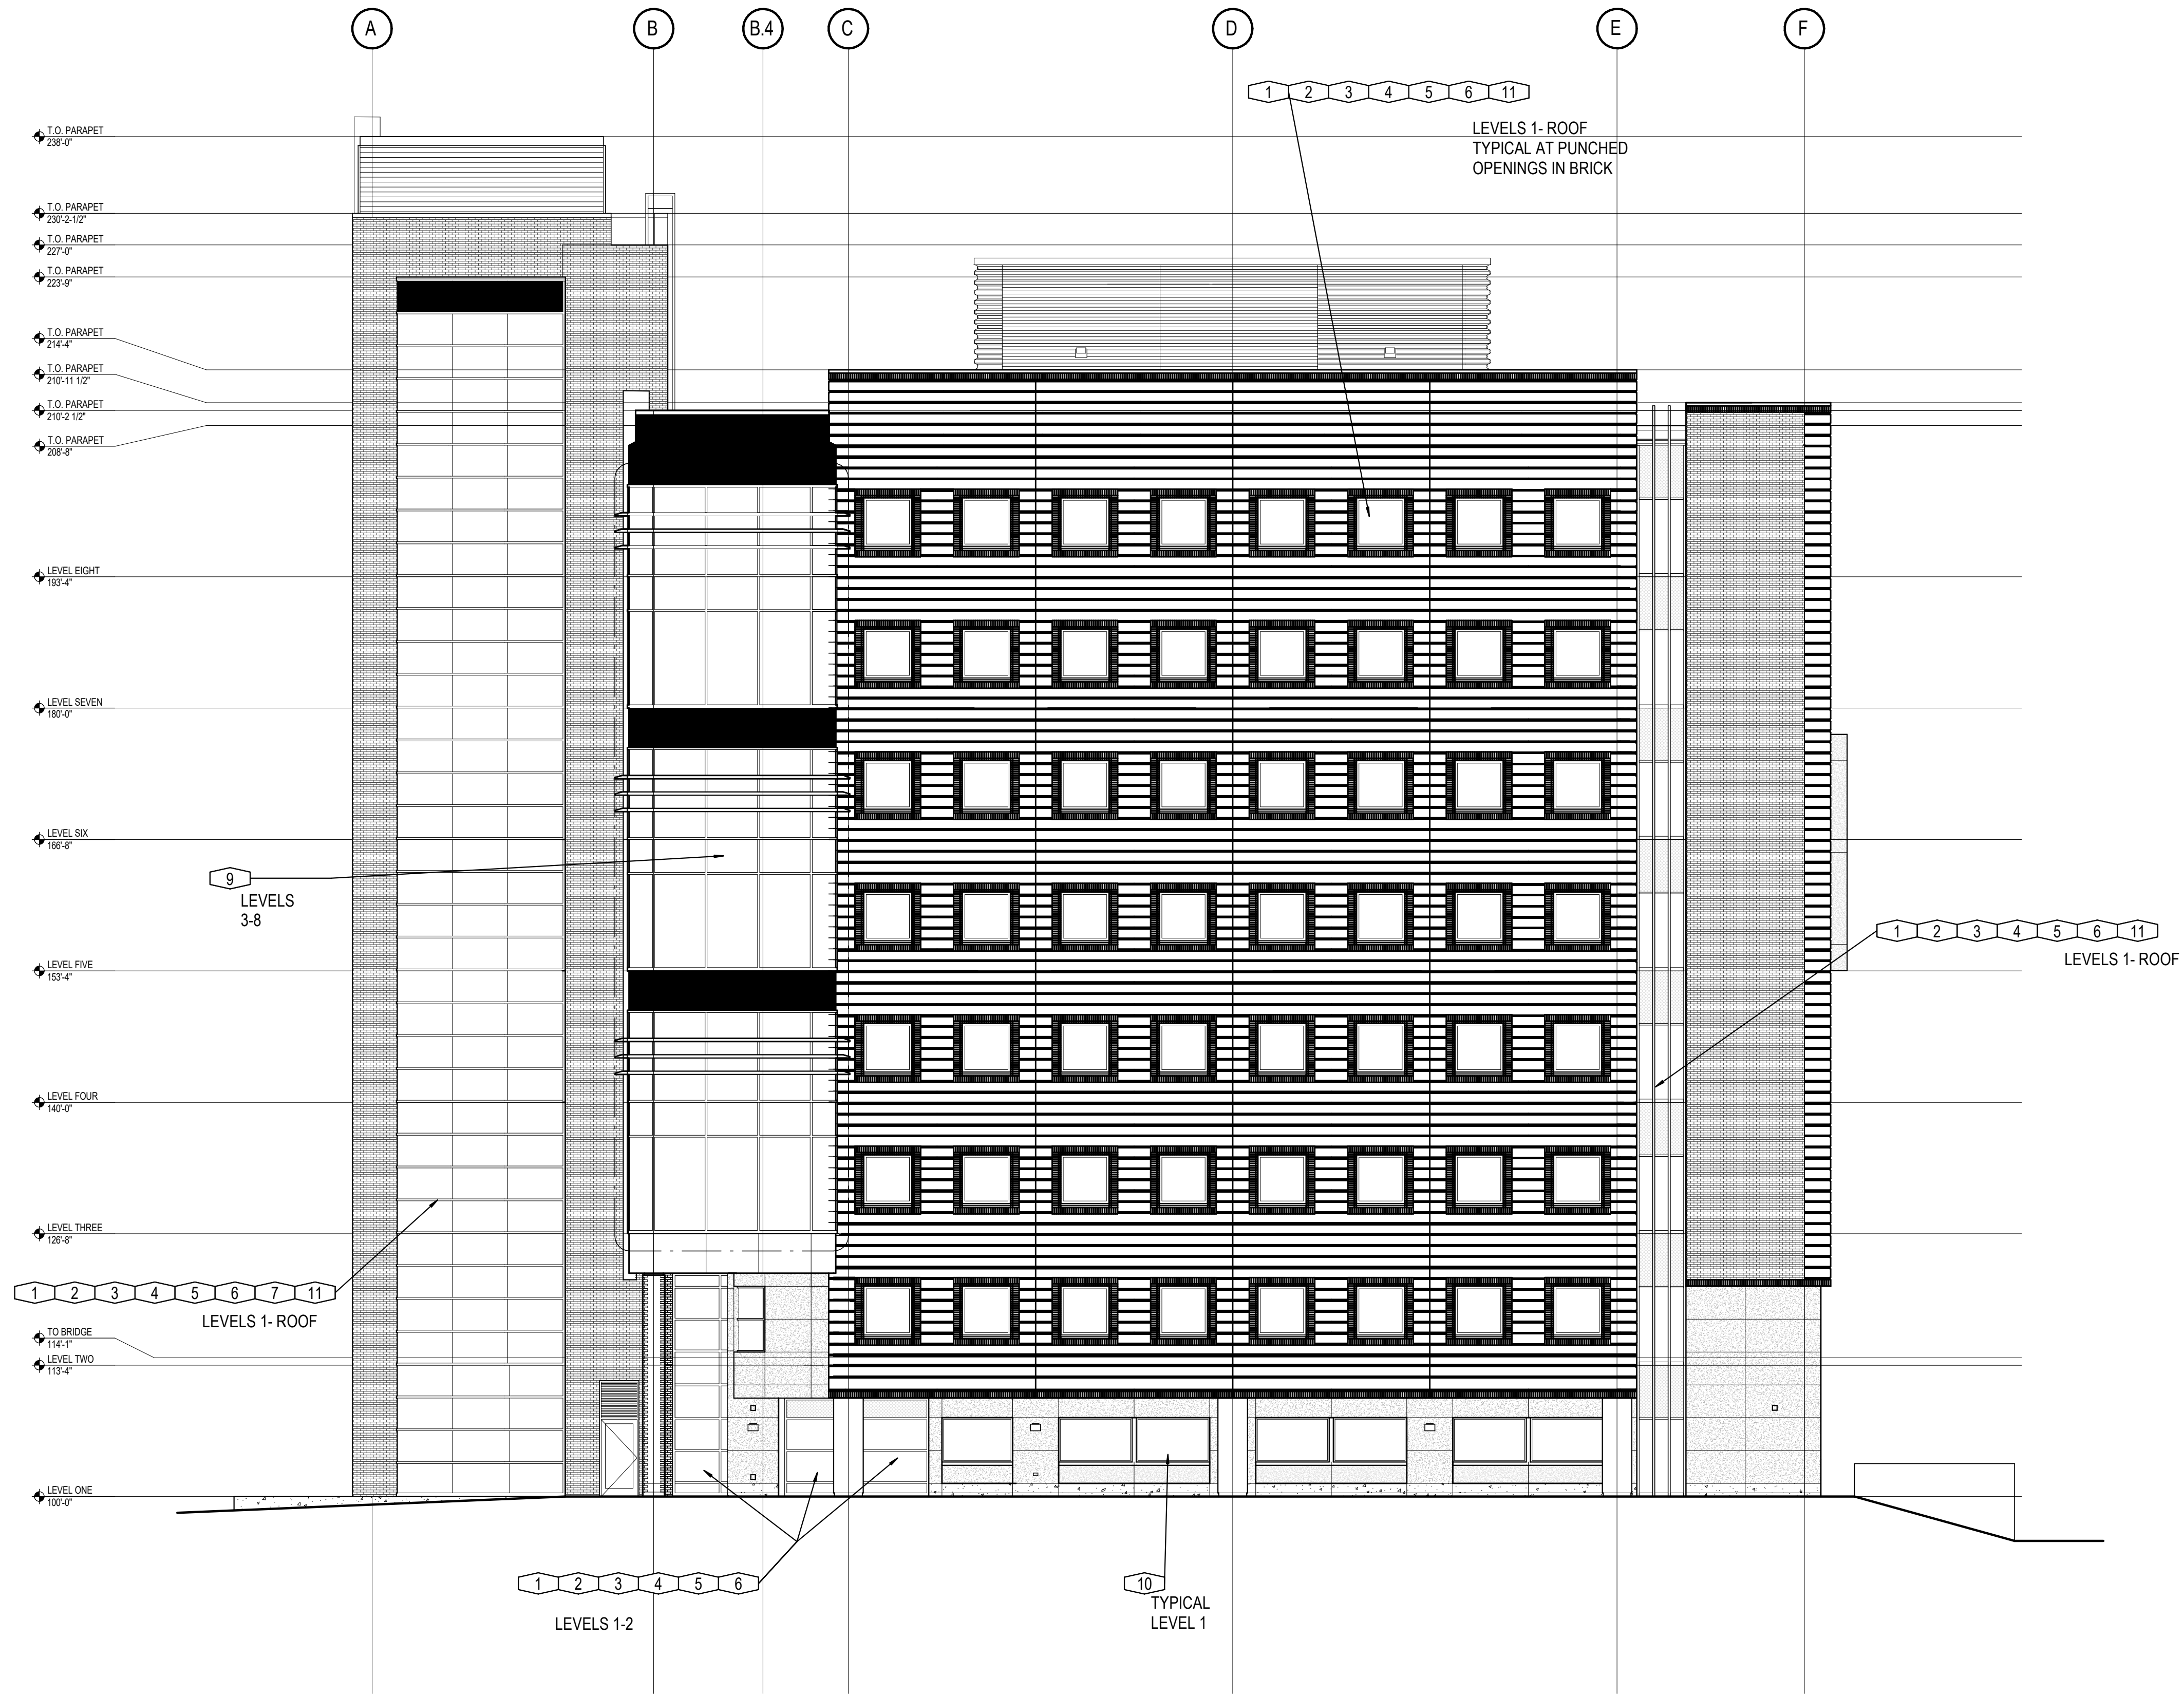 A B B.4 C D E F
1 2 3 4 5 6 11
LEVELS 1- ROOF
TYPICAL AT PUNCHED
OPENINGS IN BRICK
T.O. PARAPET
238'-0"
T.O. PARAPET
230'-2-1/2"
T.O. PARAPET
227'-0"
T.O. PARAPET
223'-9"
T.O. PARAPET
214'-4"
T.O. PARAPET
210'-11 1/2"
T.O. PARAPET
210'-2 1/2"
T.O. PARAPET
208'-8"
LEVEL EIGHT
193'-4"
LEVEL SEVEN
180'-0"
LEVEL SIX
166'-8"
9
LEVELS
3-8
1 2 3 4 5 6 11
LEVELS 1- ROOF
LEVEL FIVE
153'-4"
LEVEL FOUR
140'-0"
LEVEL THREE
126'-8"
1 2 3 4 5 6 7 11
LEVELS 1- ROOF
TO BRIDGE
114'-1"
LEVEL TWO
113'-4"
LEVEL ONE
100'-0"
1 2 3 4 5 6
LEVELS 1-2
10
TYPICAL
LEVEL 1